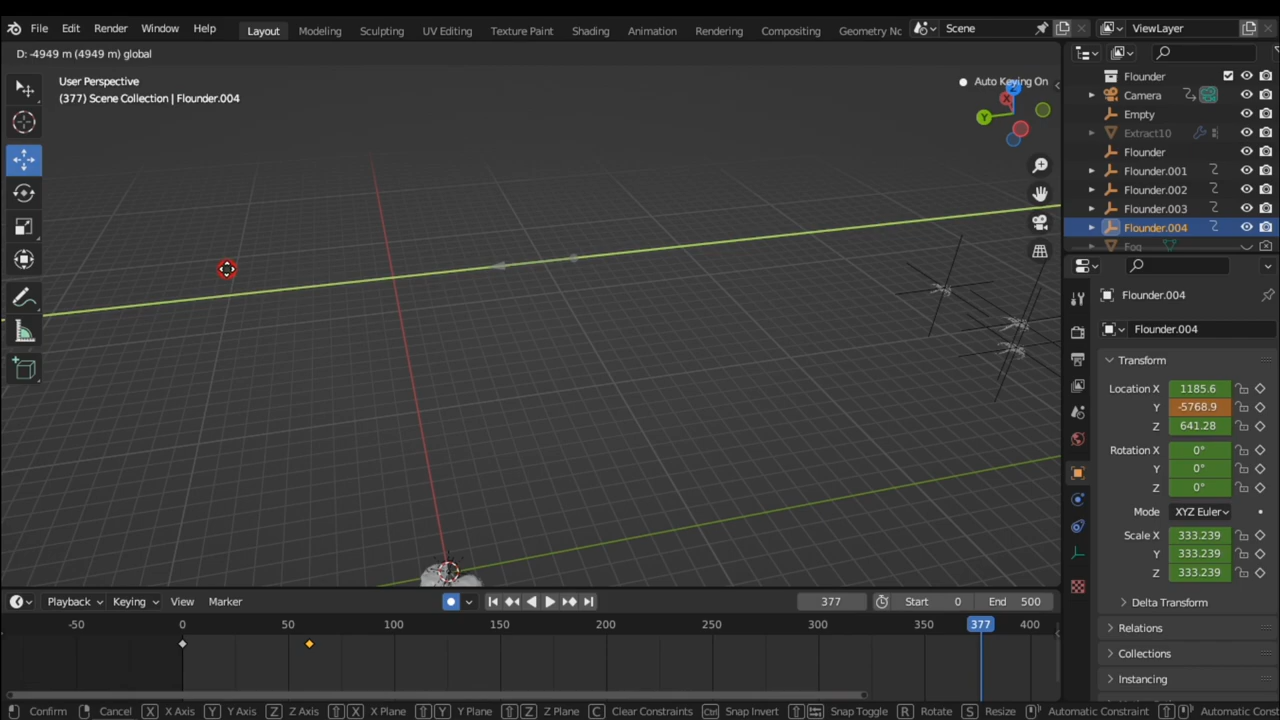 File Edit Render Window Help Layout Modeling Sculpting UV Editing Texture Paint Shading Animation Rendering Compositing Geometry Nc Scene ViewLayer
D: -4949 m (4949 m) global
User Perspective
(377) Scene Collection | Flounder.004
Auto Keying On
X
Y
Z
Flounder
Camera
Empty
Extract10
Flounder
Flounder.001
Flounder.002
Flounder.003
Flounder.004
Fog
Flounder.004
Flounder.004
Transform
Location X 1185.6
Y -5768.9
Z 641.28
Rotation X 0°
Y 0°
Z 0°
Mode XYZ Euler
Scale X 333.239
Y 333.239
Z 333.239
Delta Transform
Relations
Collections
Instancing
Playback Keying View Marker 377 Start 0 End 500
-50 0 50 100 150 200 250 300 350 377 400
Confirm Cancel X X Axis Y Y Axis Z Z Axis X X Plane Y Y Plane Z Z Plane C Clear Constraints Ctrl Snap Invert Snap Toggle R Rotate S Resize Automatic Constraint Automatic Const